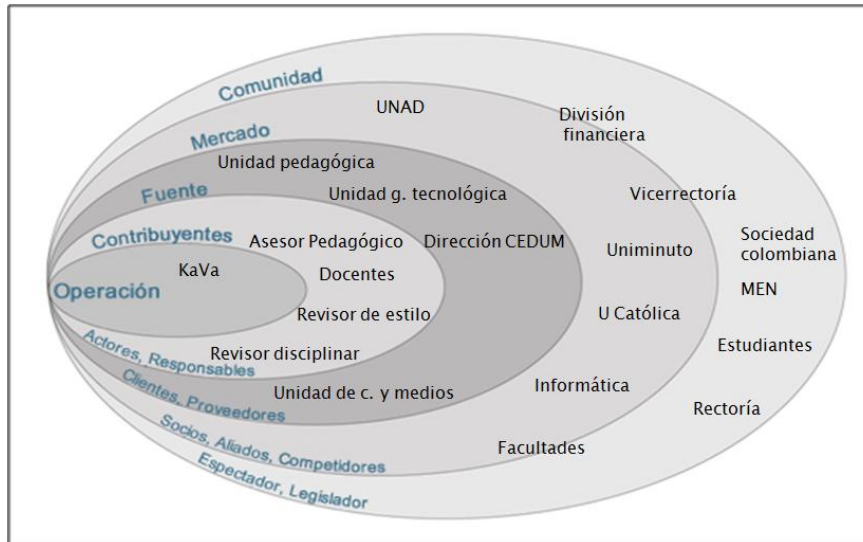 Comunidad
UNAD
División
financiera
Mercado
Unidad pedagógica
Fuente
Unidad g. tecnológica
Vicerrectoría
Contribuyentes
Asesor Pedagógico
Dirección CEDUM
Uniminuto
Sociedad
colombiana
KaVa
Docentes
Operación
MEN
Revisor de estilo
U Católica
Actores, Responsables
Revisor disciplinar
Estudiantes
Clientes, Proveedores
Unidad de c. y medios
Informática
Rectoría
Socios, Aliados, Competidores
Facultades
Espectador, Legislador